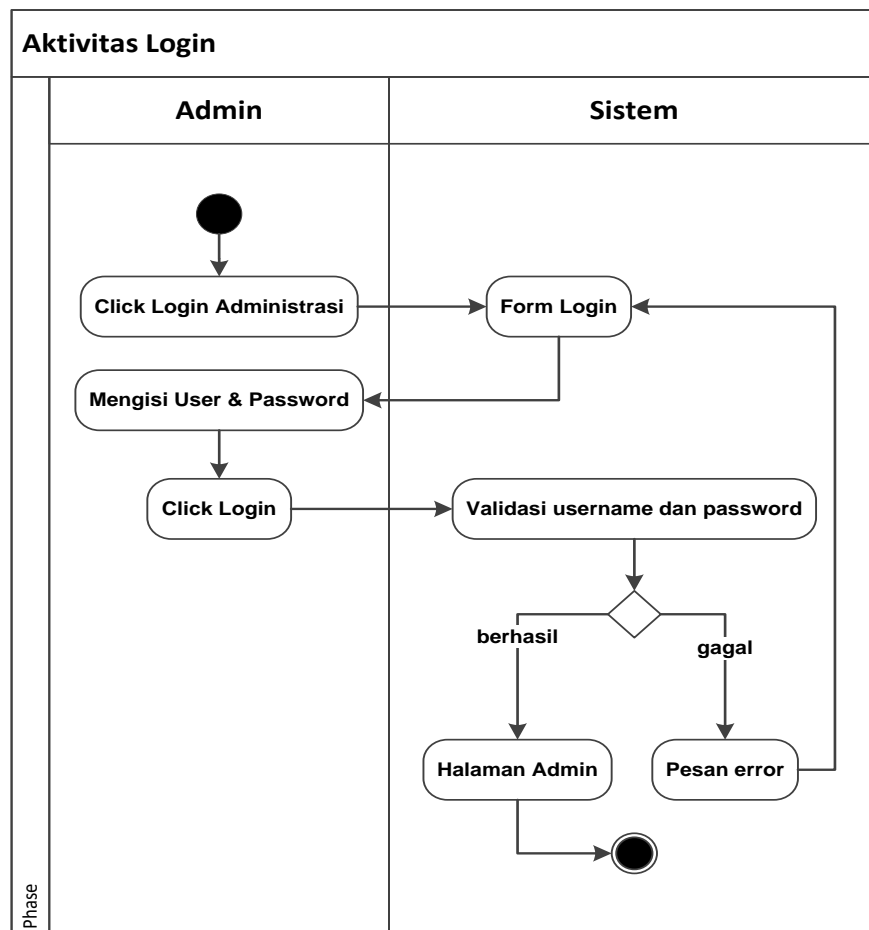 Aktivitas Login
Admin
Sistem
Click Login Administrasi
Form Login
Mengisi User & Password
Click Login
Validasi username dan password
berhasil
gagal
Halaman Admin
Pesan error
Phase